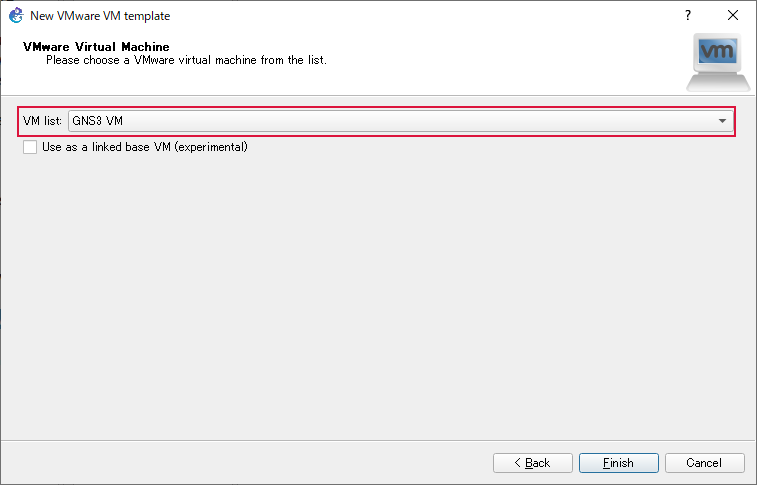 New VMware VM template
?
VMware Virtual Machine
Please choose a VMware virtual machine from the list.
vm
VM list: GNS3 VM
Use as a linked base VM (experimental)
< Back Finish Cancel